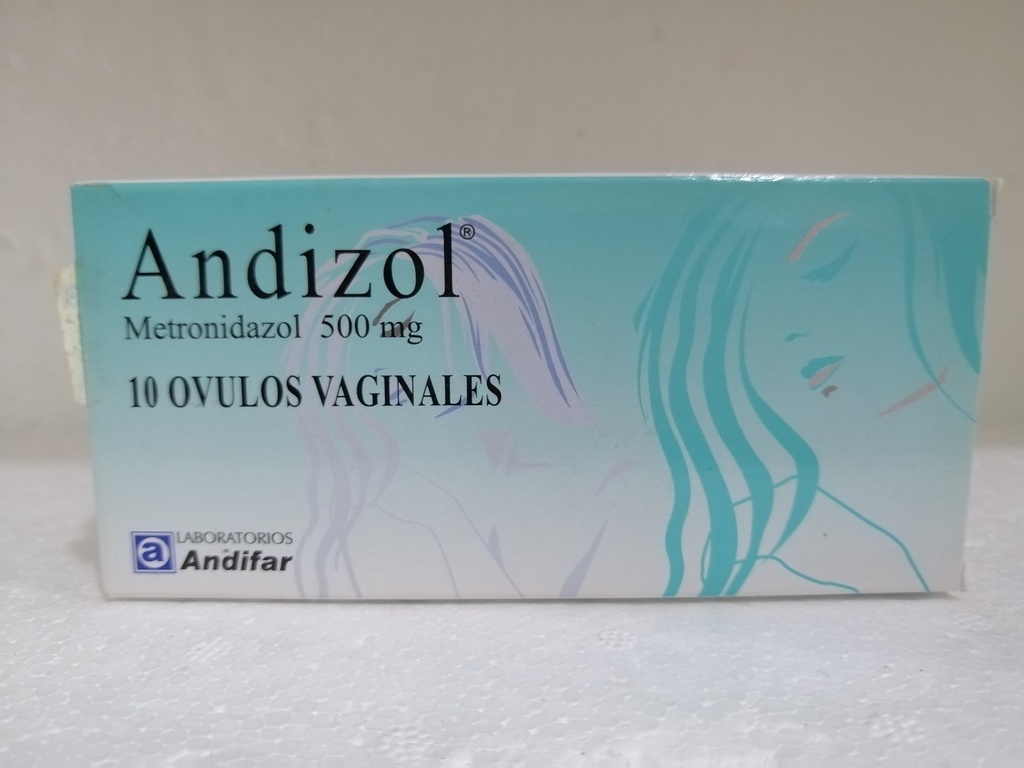 Andizol®
Metronidazol 500 mg
10 OVULOS VAGINALES
a
LABORATORIOS
Andifar